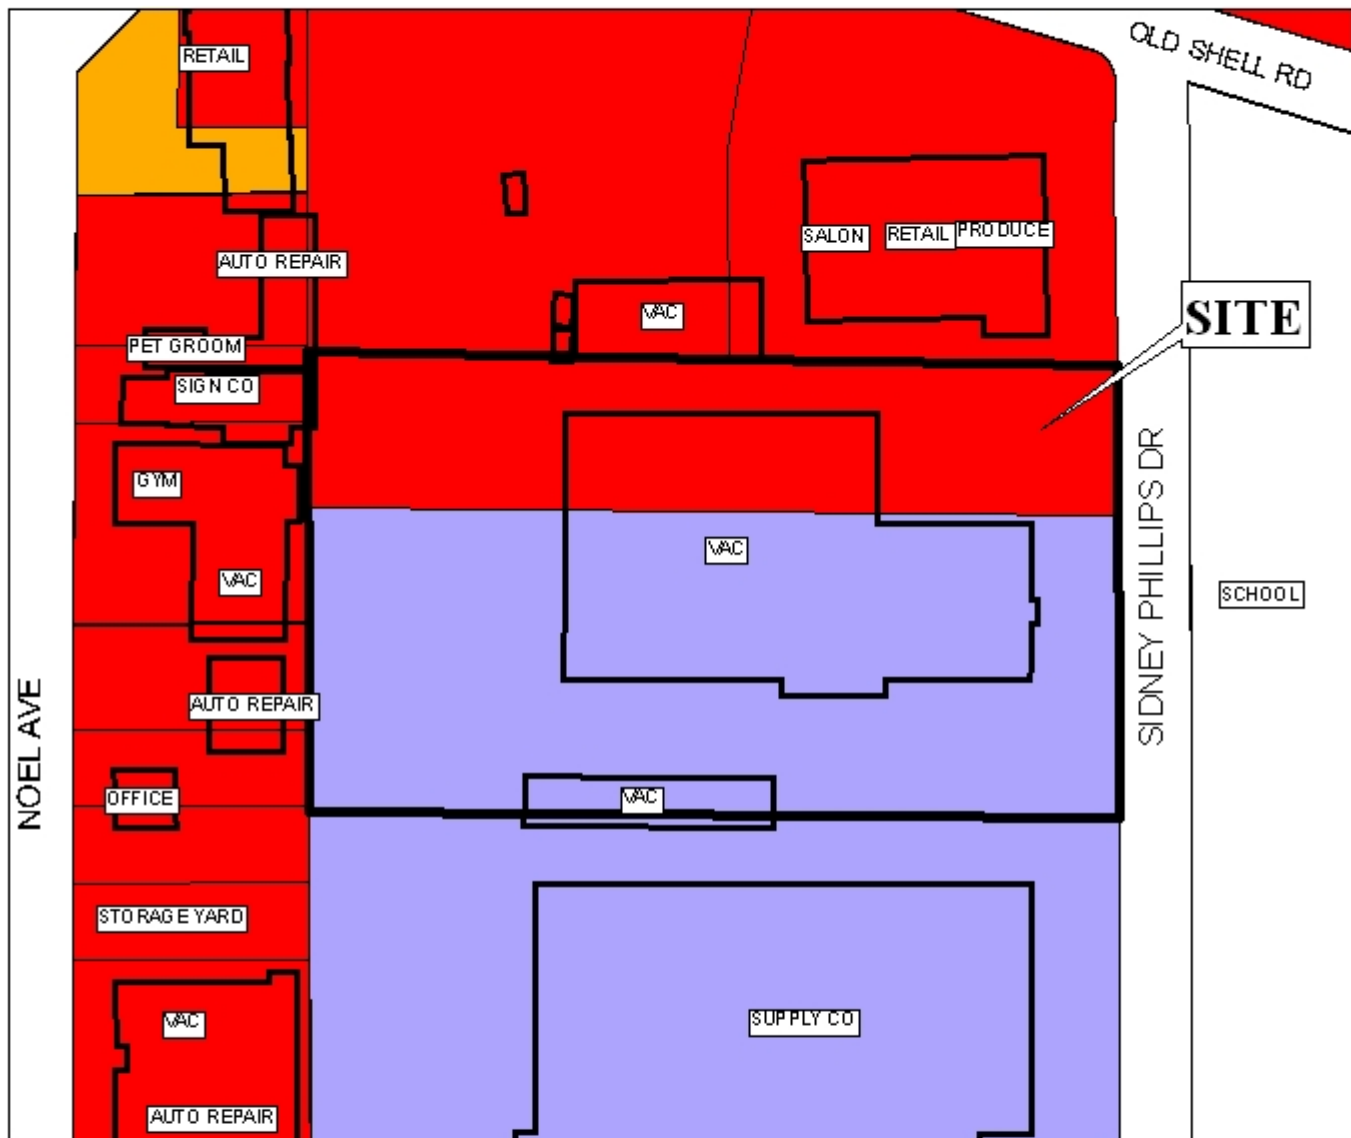 RETAIL
OLD SHELL RD
SALON
RETAIL
PRODUCE
AUTO REPAIR
VAC
SITE
PET GROOM
SIGN CO
GYM
VAC
VAC
SCHOOL
SIDNEY PHILLIPS DR
AUTO REPAIR
NOEL AVE
OFFICE
VAC
STORAGE YARD
VAC
SUPPLY CO
AUTO REPAIR